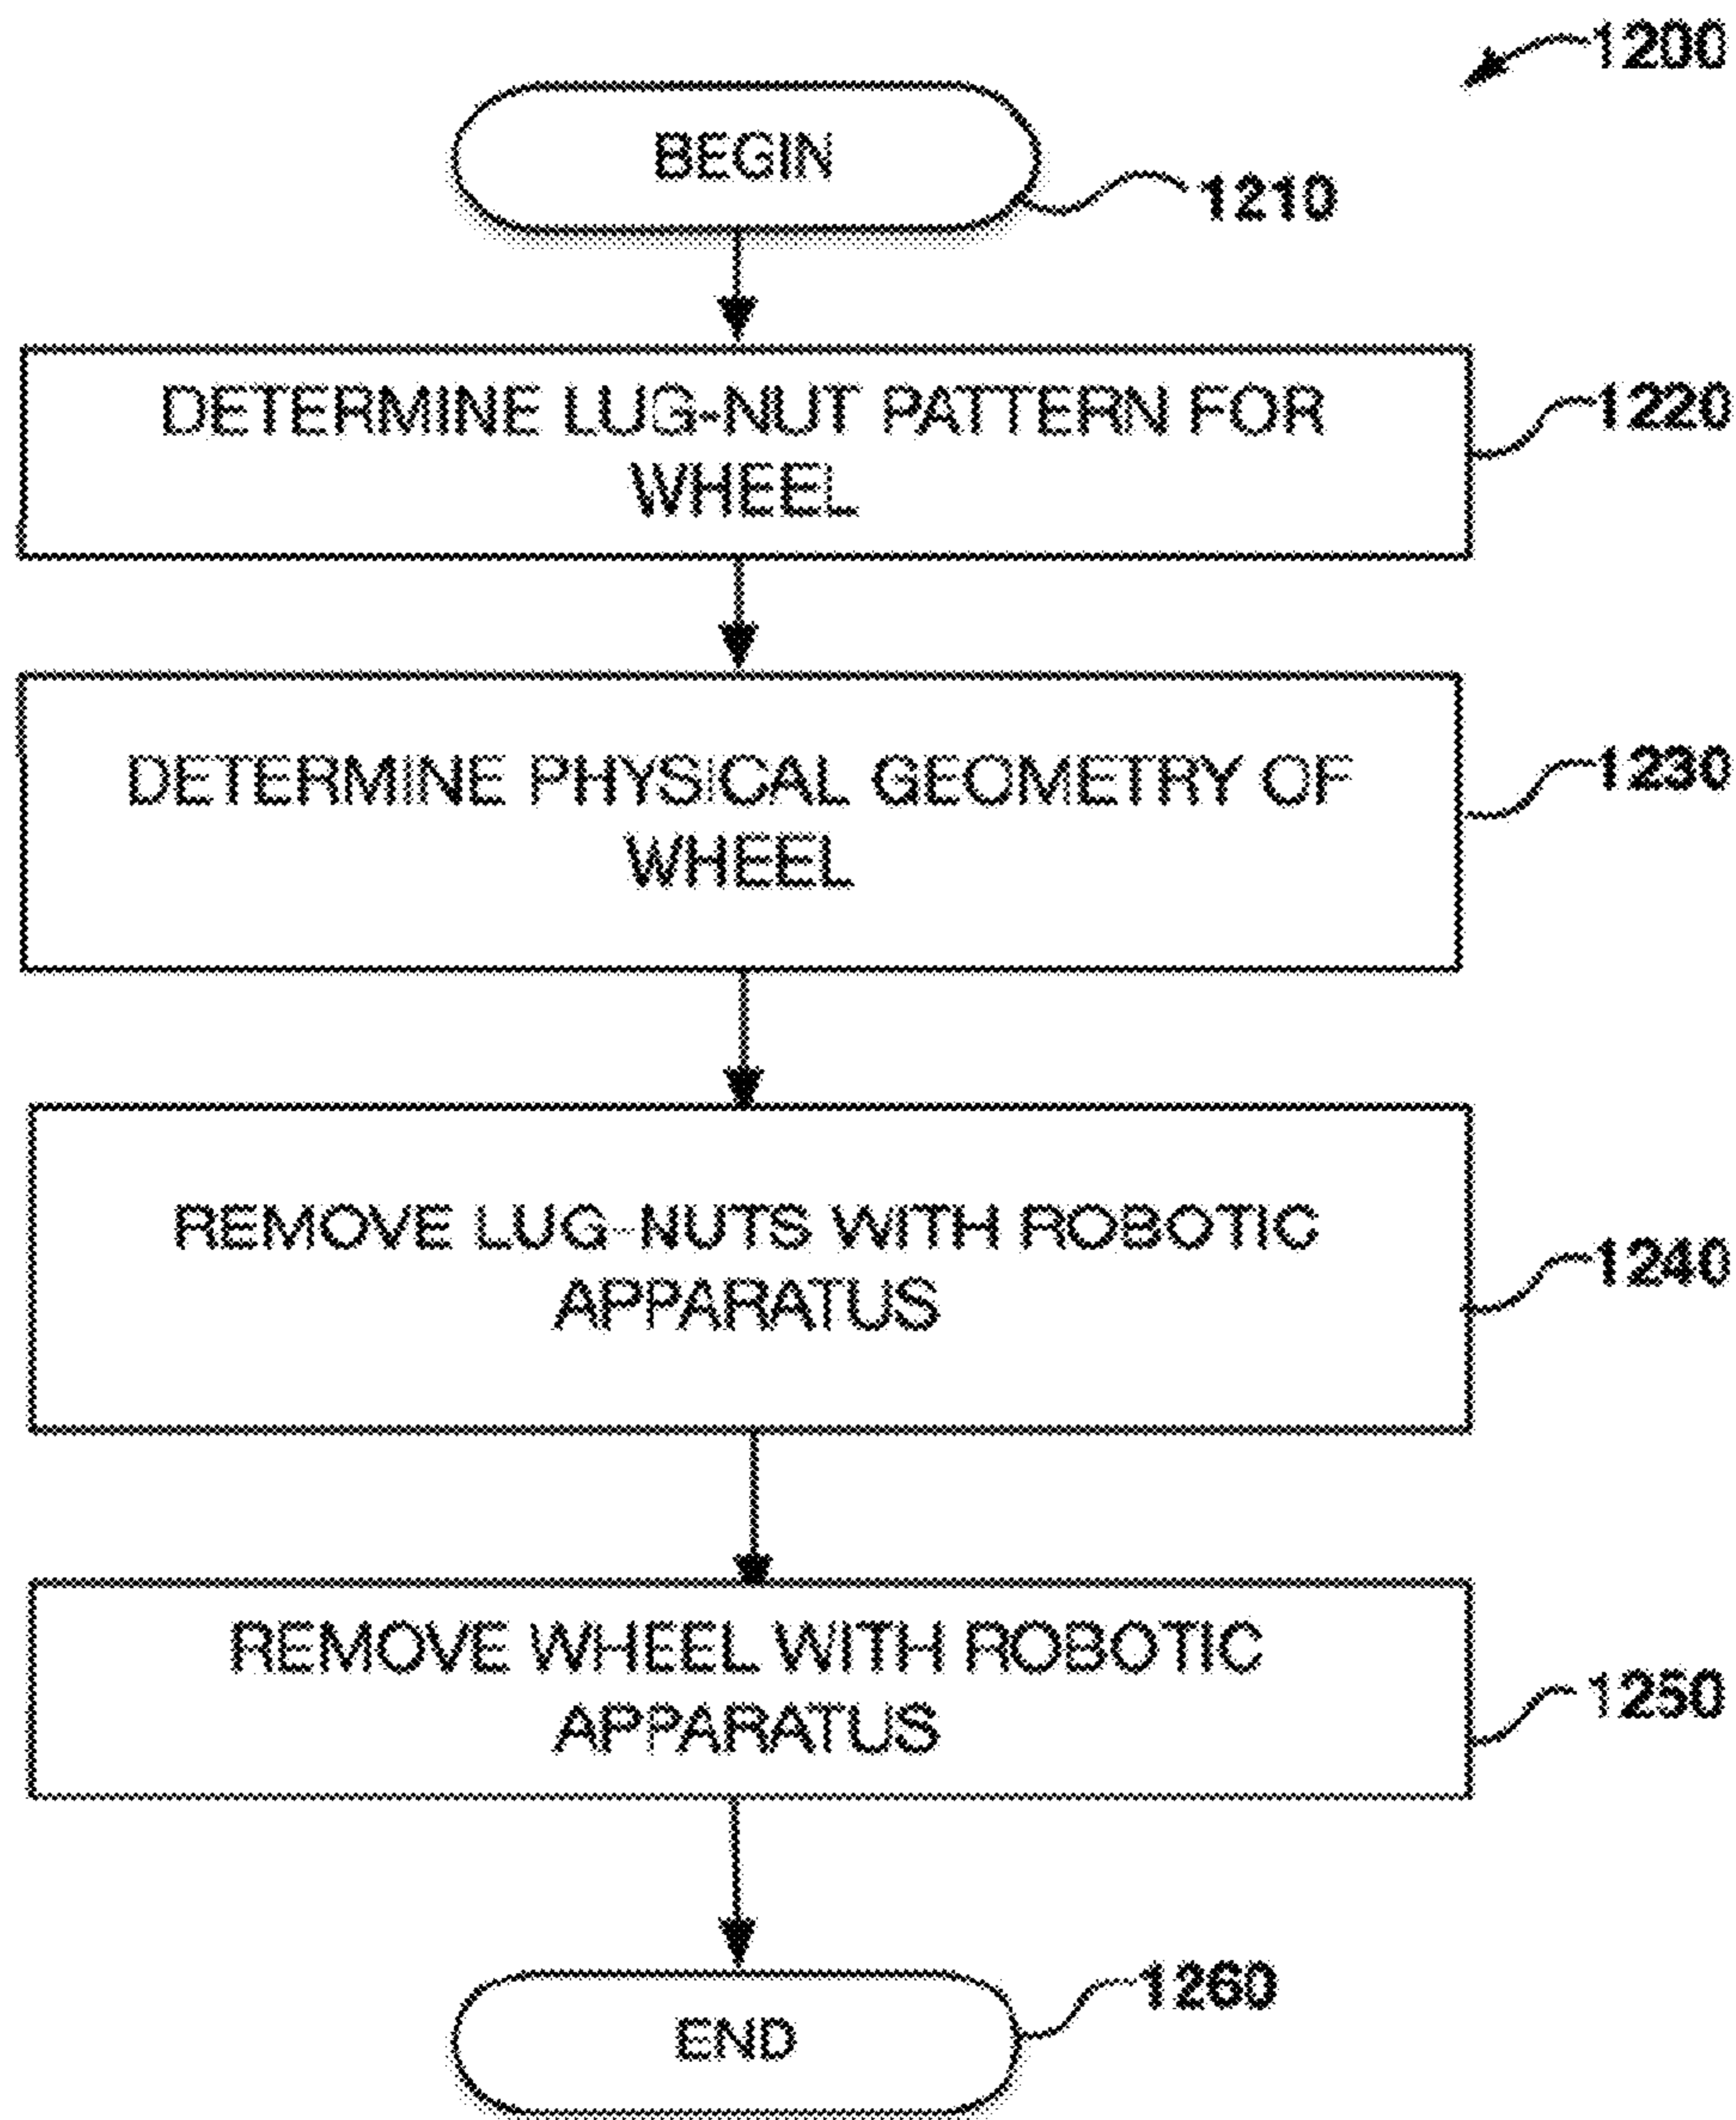 1200
BEGIN
1210
DETERMINE LUG-NUT PATTERN FOR
WHEEL
1220
DETERMINE PHYSICAL GEOMETRY OF
WHEEL
1230
REMOVE LUG-NUTS WITH ROBOTIC
APPARATUS
1240
REMOVE WHEEL WITH ROBOTIC
APPARATUS
1250
END
1260